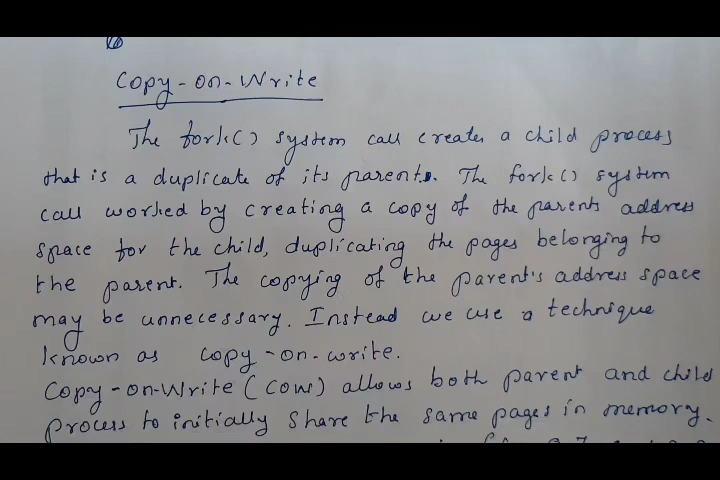 Copy-on-Write
The fork() system call creates a child process
that is a duplicate of its parent. The fork() system
call worked by creating a copy of the parents address
space for the child, duplicating the pages belonging to
the parent. The copying of the parent's address space
may be unnecessary. Instead we use a technique
known as copy-on-write.
Copy-on-Write (COW) allows both parent and child
process to initially share the same pages in memory.